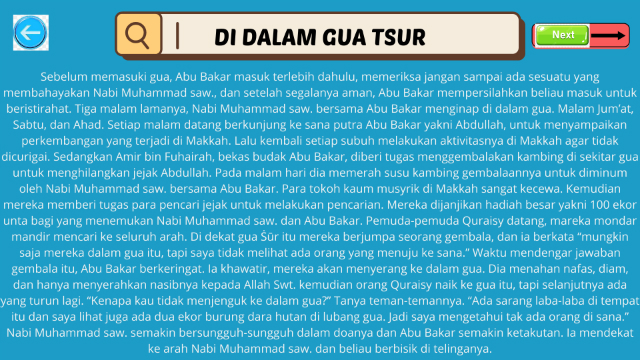 DI DALAM GUA TSUR
Next
Sebelum memasuki gua, Abu Bakar masuk terlebih dahulu, memeriksa jangan sampai ada sesuatu yang
membahayakan Nabi Muhammad saw., dan setelah segalanya aman, Abu Bakar mempersilahkan beliau masuk untuk
beristirahat. Tiga malam lamanya, Nabi Muhammad saw. bersama Abu Bakar menginap di dalam gua. Malam Jum'at,
Sabtu, dan Ahad. Setiap malam datang berkunjung ke sana putra Abu Bakar yakni Abdullah, untuk menyampaikan
perkembangan yang terjadi di Makkah. Lalu kembali setiap subuh melakukan aktivitasnya di Makkah agar tidak
dicurigai. Sedangkan Amir bin Fuhairah, bekas budak Abu Bakar, diberi tugas menggembalakan kambing di sekitar gua
untuk menghilangkan jejak Abdullah. Pada malam hari dia memerah susu kambing gembalaannya untuk diminum
oleh Nabi Muhammad saw. bersama Abu Bakar. Para tokoh kaum musyrik di Makkah sangat kecewa. Kemudian
mereka memberi tugas para pencari jejak untuk melakukan pencarian. Mereka dijanjikan hadiah besar yakni 100 ekor
unta bagi yang menemukan Nabi Muhammad saw. dan Abu Bakar. Pemuda-pemuda Quraisy datang, mareka mondar
mandir mencari ke seluruh arah. Di dekat gua Śūr itu mereka berjumpa seorang gembala, dan ia berkata "mungkin
saja mereka dalam gua itu, tapi saya tidak melihat ada orang yang menuju ke sana." Waktu mendengar jawaban
gembala itu, Abu Bakar berkeringat. Ia khawatir, mereka akan menyerang ke dalam gua. Dia menahan nafas, diam,
dan hanya menyerahkan nasibnya kepada Allah Swt. kemudian orang Quraisy naik ke gua itu, tapi selanjutnya ada
yang turun lagi. "Kenapa kau tidak menjenguk ke dalam gua?" Tanya teman-temannya. "Ada sarang laba-laba di tempat
itu dan saya lihat juga ada dua ekor burung dara hutan di lubang gua. Jadi saya mengetahui tak ada orang di sana."
Nabi Muhammad saw. semakin bersungguh-sungguh dalam doanya dan Abu Bakar semakin ketakutan. Ia mendekat
ke arah Nabi Muhammad saw. dan beliau berbisik di telinganya.